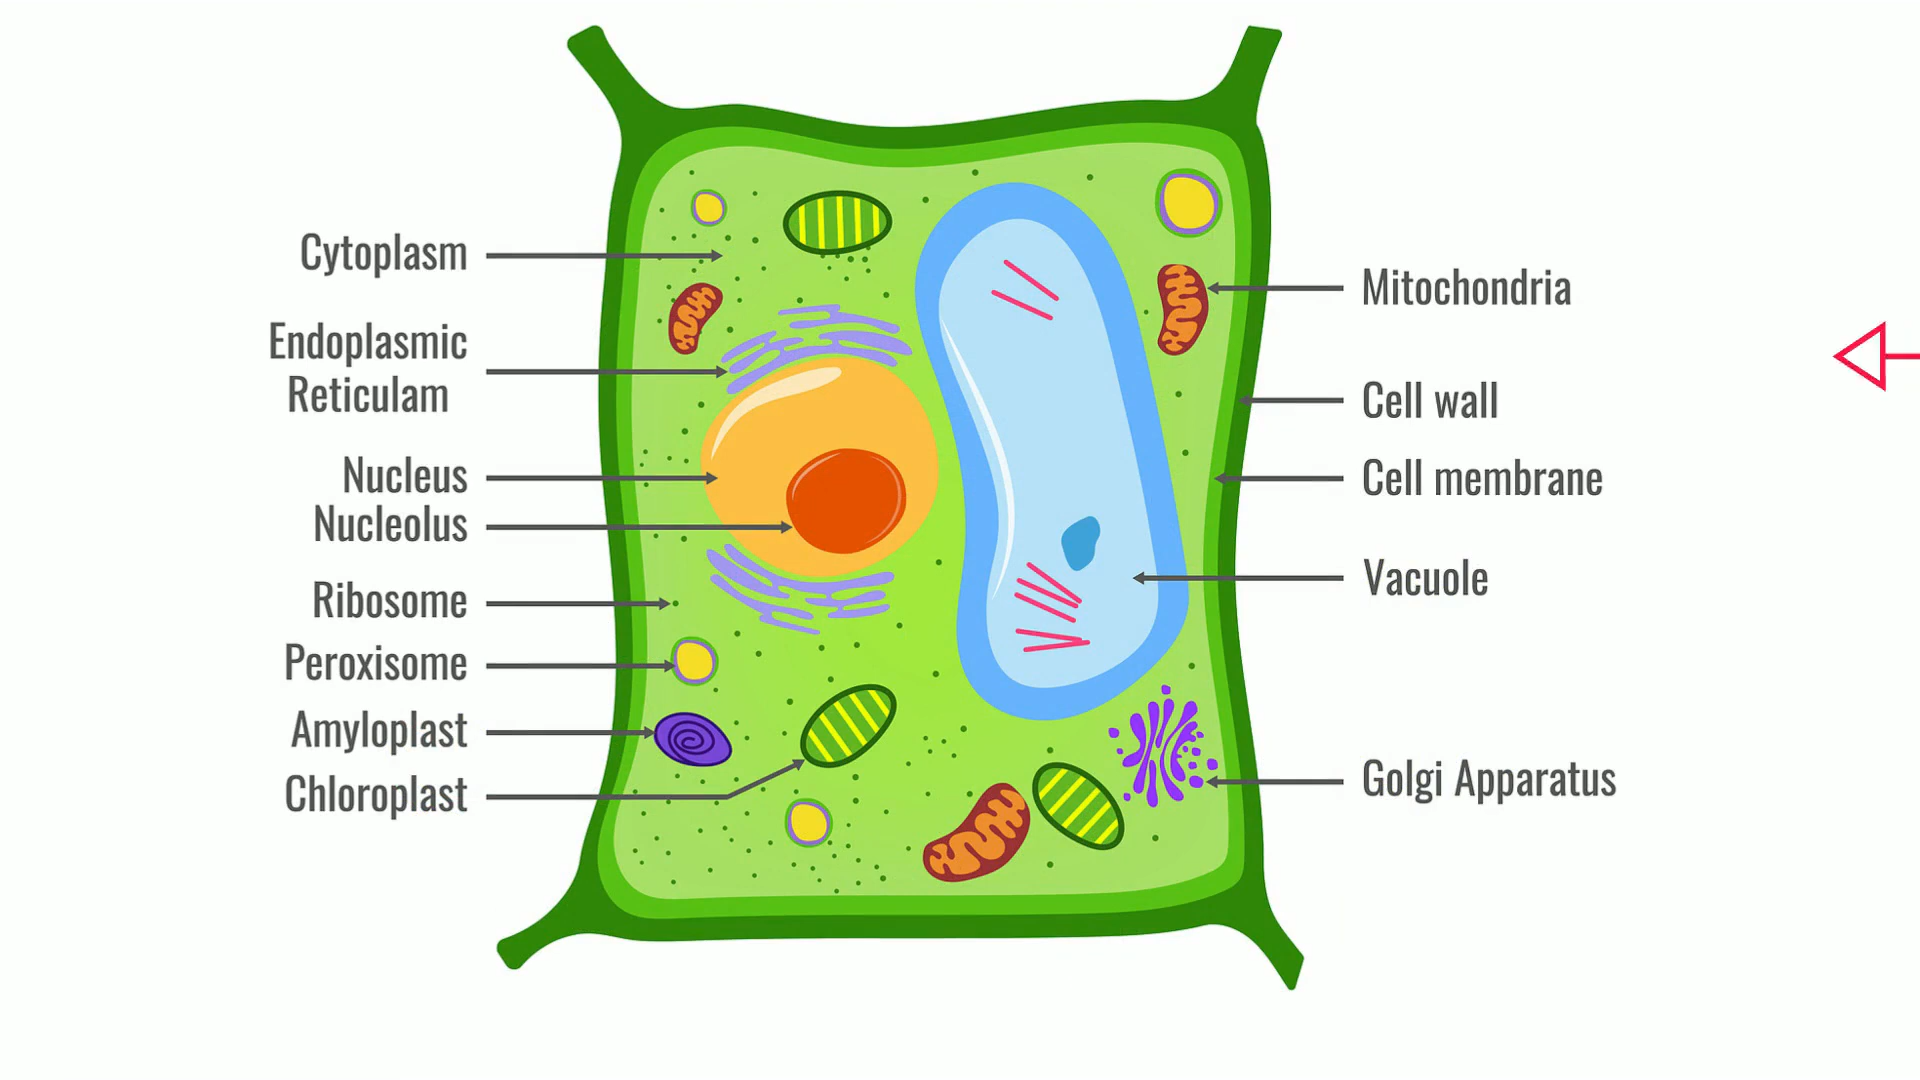 Cytoplasm
Endoplasmic
Reticulam
Nucleus
Nucleolus
Ribosome
Peroxisome
Amyloplast
Chloroplast
Mitochondria
Cell wall
Cell membrane
Vacuole
Golgi Apparatus